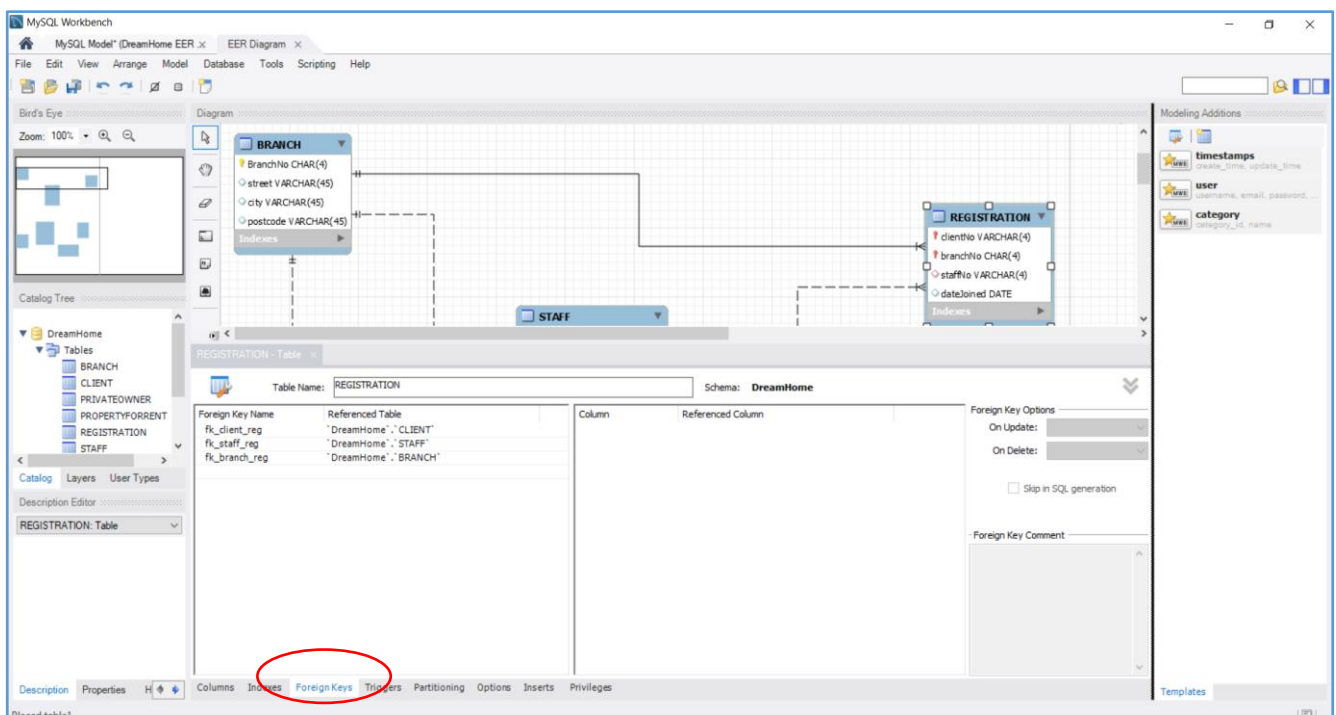 MySQL Workbench
MySQL Model* (DreamHome EER × EER Diagram ×
File Edit View Arrange Model Database Tools Scripting Help
Bird's Eye
Zoom: 100%
Catalog Tree
DreamHome
Tables
BRANCH
CLIENT
PRIVATEOWNER
PROPERTYFORRENT
REGISTRATION
STAFF
Catalog Layers User Types
Description Editor
REGISTRATION: Table
Description Properties H
Placed table1
Diagram
BRANCH
BranchNo CHAR(4)
street VARCHAR(45)
city VARCHAR(45)
postcode VARCHAR(45)
Indexes
STAFF
REGISTRATION
clientNo VARCHAR(4)
branchNo CHAR(4)
staffNo VARCHAR(4)
dateJoined DATE
Indexes
REGISTRATION - Table ×
Table Name: REGISTRATION Schema: DreamHome
Foreign Key Name Referenced Table
fk_client_reg `DreamHome`.`CLIENT`
fk_staff_reg `DreamHome`.`STAFF`
fk_branch_reg `DreamHome`.`BRANCH`
Column Referenced Column
Foreign Key Options
On Update:
On Delete:
Skip in SQL generation
Foreign Key Comment
Columns Indexes Foreign Keys Triggers Partitioning Options Inserts Privileges
Modeling Additions
timestamps
create_time, update_time
user
username, email, password, ...
category
category_id, name
Templates